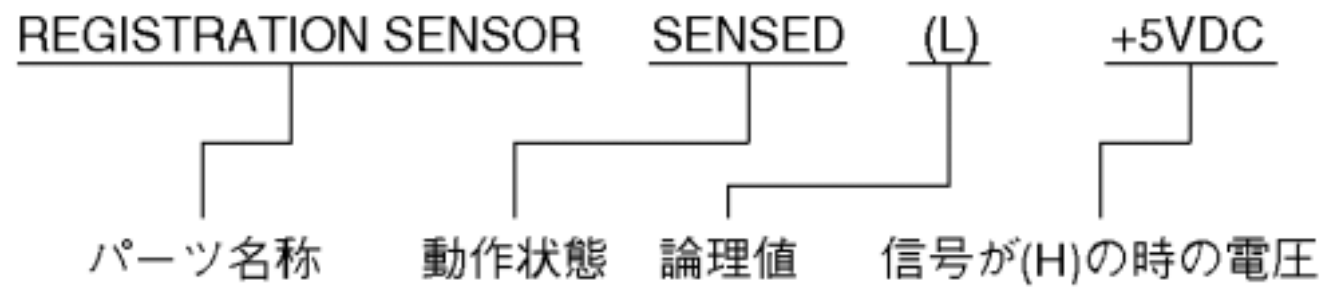 REGISTRATION SENSOR SENSED (L) +5VDC
パーツ名称 動作状態 論理値 信号が(H)の時の電圧